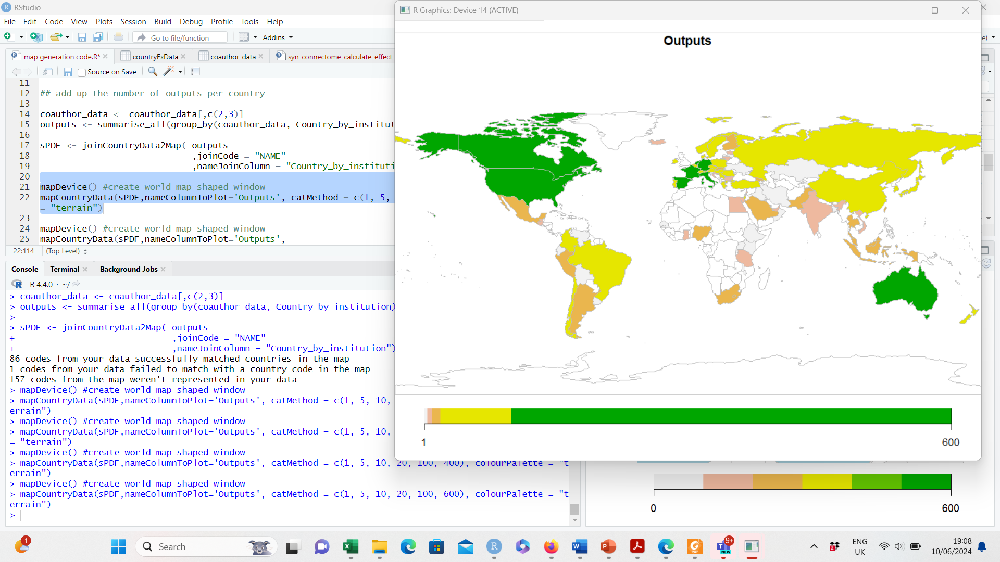 RStudio
File Edit Code View Plots Session Build Debug Profile Tools Help
Go to file/function
Addins
map generation code.R*
countryExData
coauthor_data
syn_connectome_calculate_effect_
Source on Save
11
12 ## add up the number of outputs per country
13
14 coauthor_data <- coauthor_data[,c(2,3)]
15 outputs <- summarise_all(group_by(coauthor_data, Country_by_institut
16
17 sPDF <- joinCountryData2Map( outputs
18 ,joinCode = "NAME"
19 ,nameJoinColumn = "Country_by_instituti
20
21 mapDevice() #create world map shaped window
22 mapCountryData(sPDF,nameColumnToPlot='Outputs', catMethod = c(1, 5,
= "terrain")
23
24 mapDevice() #create world map shaped window
25 mapCountryData(sPDF,nameColumnToPlot='Outputs',
22:114 (Top Level)
Console Terminal Background Jobs
R 4.4.0 · ~/
> coauthor_data <- coauthor_data[,c(2,3)]
> outputs <- summarise_all(group_by(coauthor_data, Country_by_institution)
>
> sPDF <- joinCountryData2Map( outputs
+ ,joinCode = "NAME"
+ ,nameJoinColumn = "Country_by_institution")
86 codes from your data successfully matched countries in the map
1 codes from your data failed to match with a country code in the map
157 codes from the map weren't represented in your data
> mapDevice() #create world map shaped window
> mapCountryData(sPDF,nameColumnToPlot='Outputs', catMethod = c(1, 5, 10,
errain")
> mapDevice() #create world map shaped window
> mapCountryData(sPDF,nameColumnToPlot='Outputs', catMethod = c(1, 5, 10,
= "terrain")
> mapDevice() #create world map shaped window
> mapCountryData(sPDF,nameColumnToPlot='Outputs', catMethod = c(1, 5, 10, 20, 100, 400), colourPalette = "t
errain")
> mapDevice() #create world map shaped window
> mapCountryData(sPDF,nameColumnToPlot='Outputs', catMethod = c(1, 5, 10, 20, 100, 600), colourPalette = "t
errain")
>
R Graphics: Device 14 (ACTIVE)
Outputs
1 600
e)
0 600
1
Search
9+
NEW
2
ENG
UK
19:08
10/06/2024